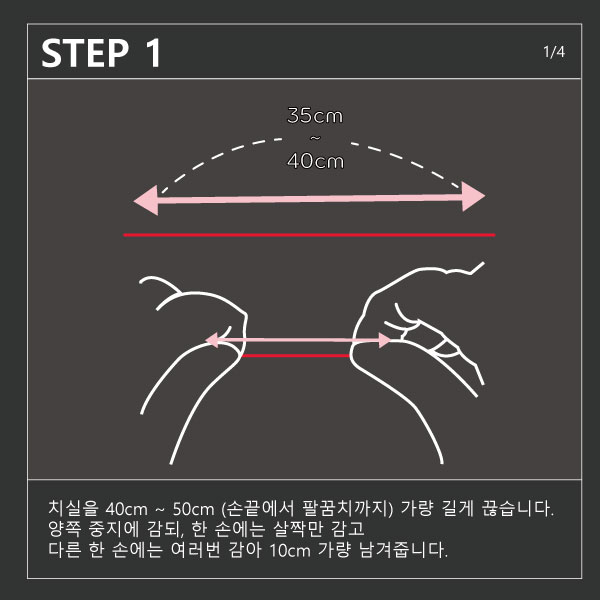 STEP 1
1/4
35cm
~
40cm
치실을 40cm ~ 50cm (손끝에서 팔꿈치까지) 가량 길게 끊습니다.
양쪽 중지에 감되, 한 손에는 살짝만 감고
다른 한 손에는 여러번 감아 10cm 가량 남겨줍니다.